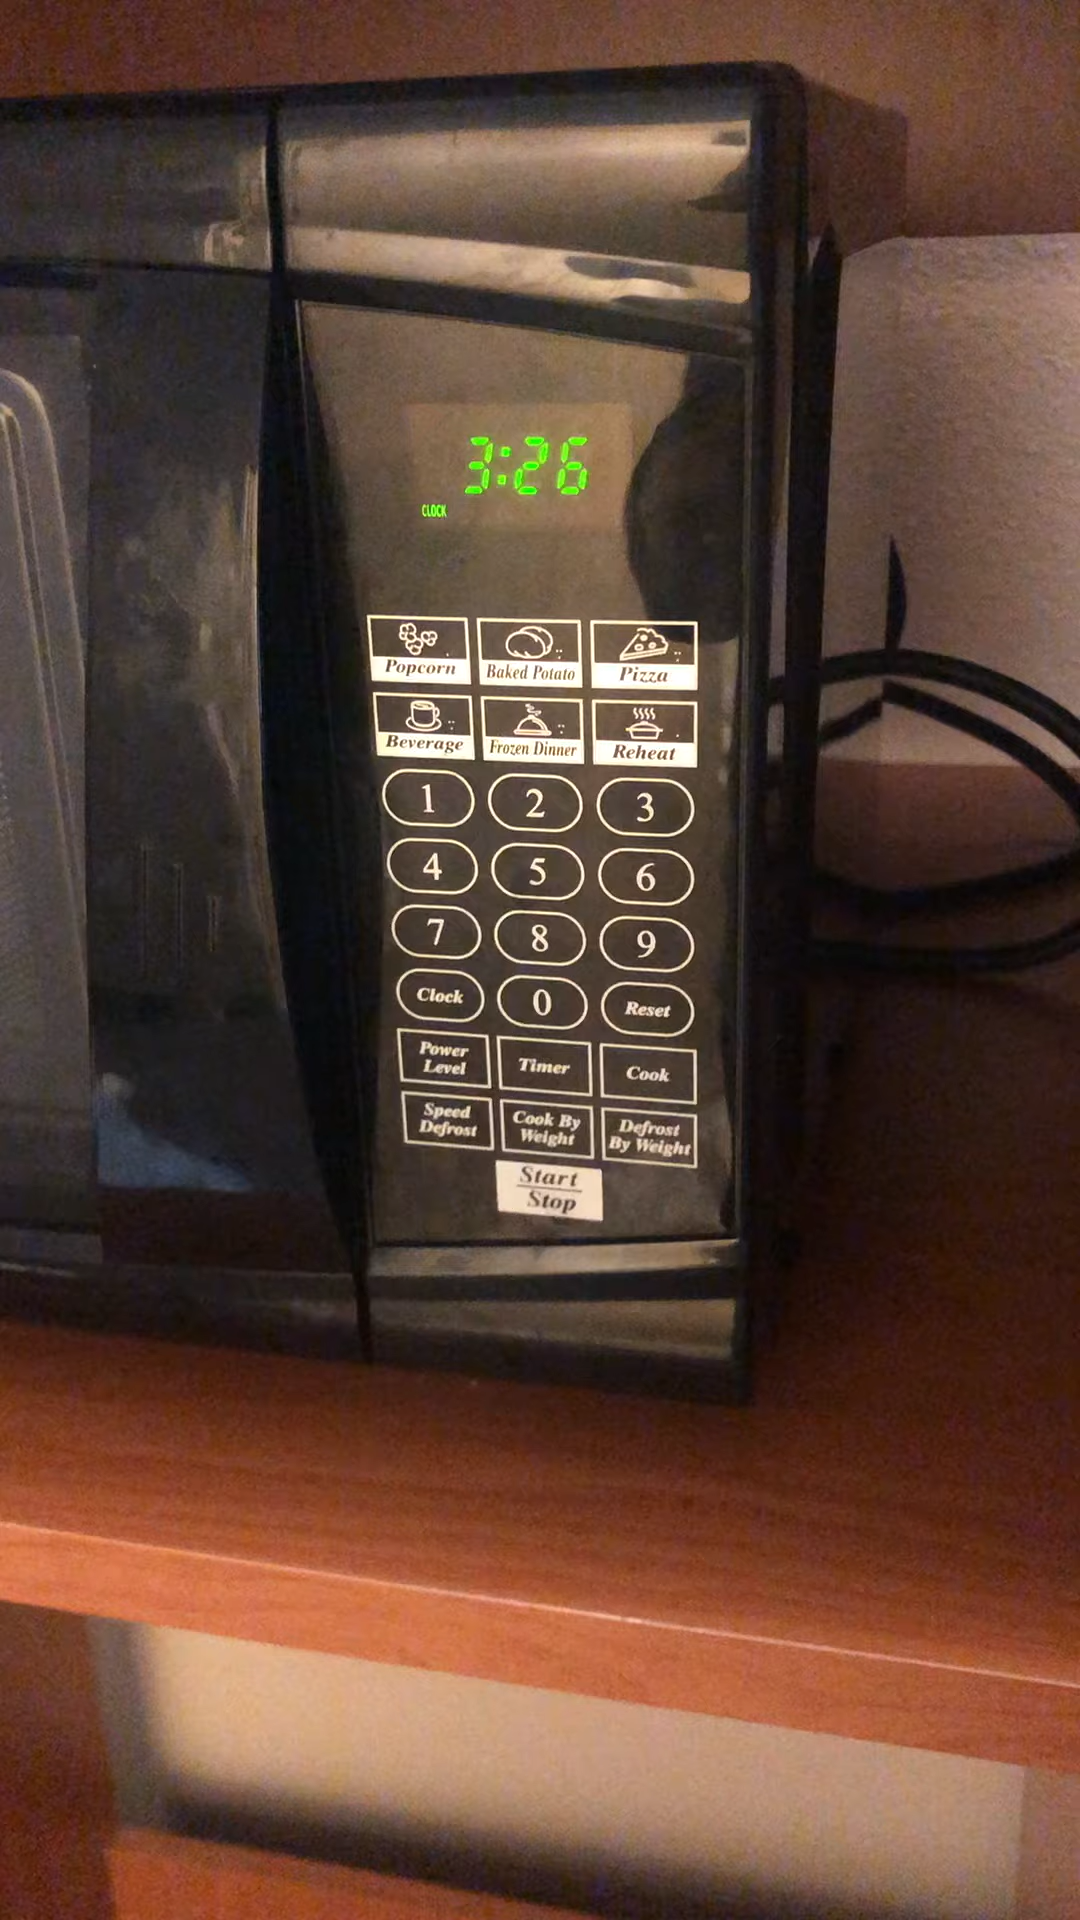 3:26
CLOCK
Popcorn Baked Potato Pizza
Beverage Frozen Dinner Reheat
1 2 3
4 5 6
7 8 9
Clock 0 Reset
Power Level Timer Cook
Speed Defrost Cook By Weight Defrost By Weight
Start
Stop